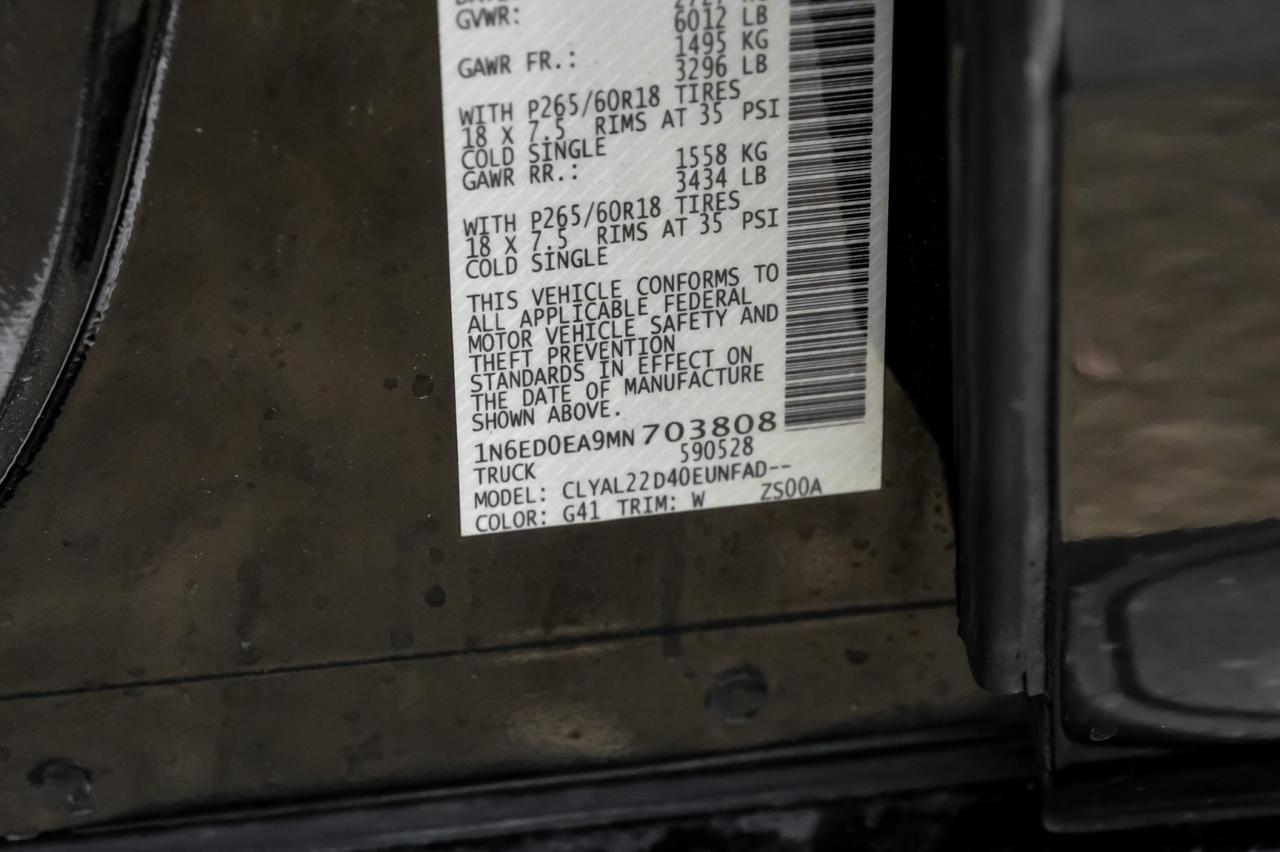 GVWR:
6012 LB
1495 KG
GAWR FR.:
3296 LB
WITH P265/60R18 TIRES
18 X 7.5 RIMS AT 35 PSI
COLD SINGLE
1558 KG
GAWR RR.:
3434 LB
WITH P265/60R18 TIRES
18 X 7.5 RIMS AT 35 PSI
COLD SINGLE
THIS VEHICLE CONFORMS TO
ALL APPLICABLE FEDERAL
MOTOR VEHICLE SAFETY AND
THEFT PREVENTION
STANDARDS IN EFFECT ON
THE DATE OF MANUFACTURE
SHOWN ABOVE.
1N6ED0EA9MN 703808
590528
TRUCK
MODEL: CLYAL22D40EUNFAD--
COLOR: G41 TRIM: W ZS00A